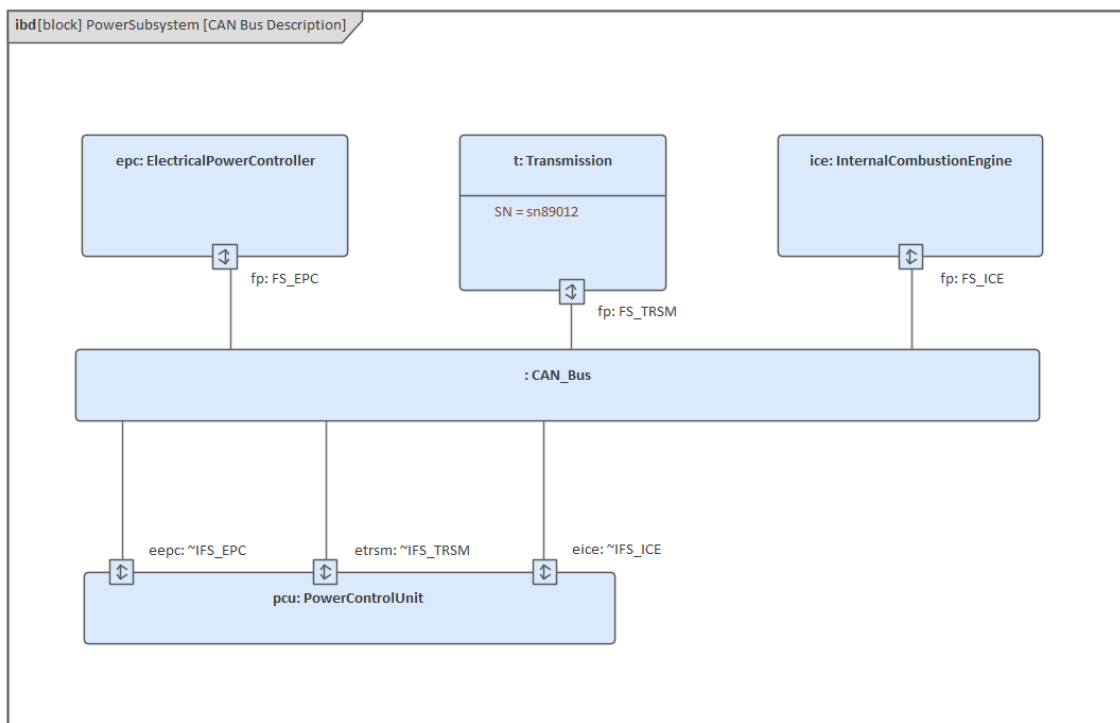 ibd [block] PowerSubsystem [CAN Bus Description]
epc: ElectricalPowerController
t: Transmission
ice: InternalCombustionEngine
SN = sn89012
fp: FS_EPC
fp: FS_ICE
fp: FS_TRSM
: CAN_Bus
eepc: ~IFS_EPC
etrsm: ~IFS_TRSM
eice: ~IFS_ICE
pcu: PowerControlUnit